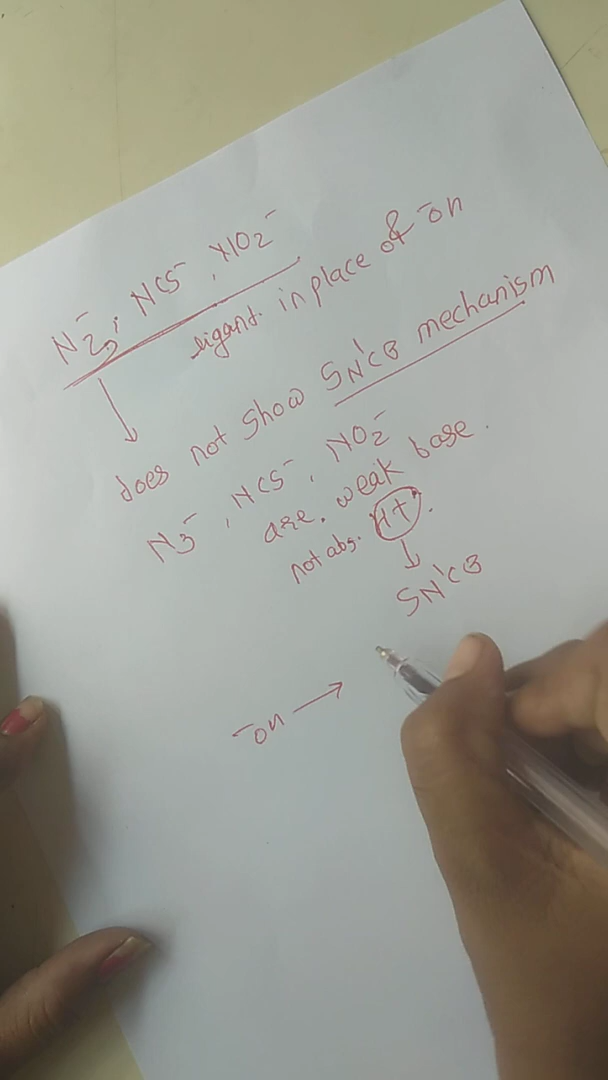 N3⁻, NCS⁻, NO2⁻
ligant. in place of ⁻OH
does not show SN¹CB mechanism
N3⁻, NCS⁻, NO2⁻
are. weak base.
not abs. H+.
↓
SN¹CB
⁻OH →